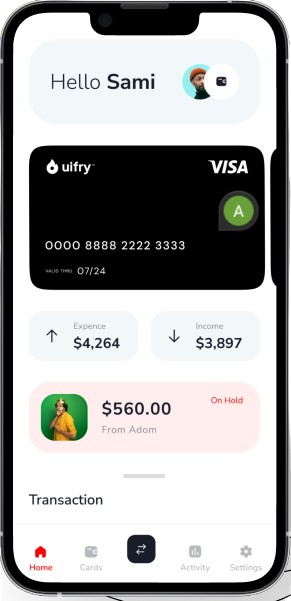 Hello Sami
uifry™
VISA
A
0000 8888 2222 3333
VALID THRU 07/24
Expence
$4,264
Income
$3,897
$560.00
From Adom
On Hold
Transaction
Home
Cards
Activity
Settings